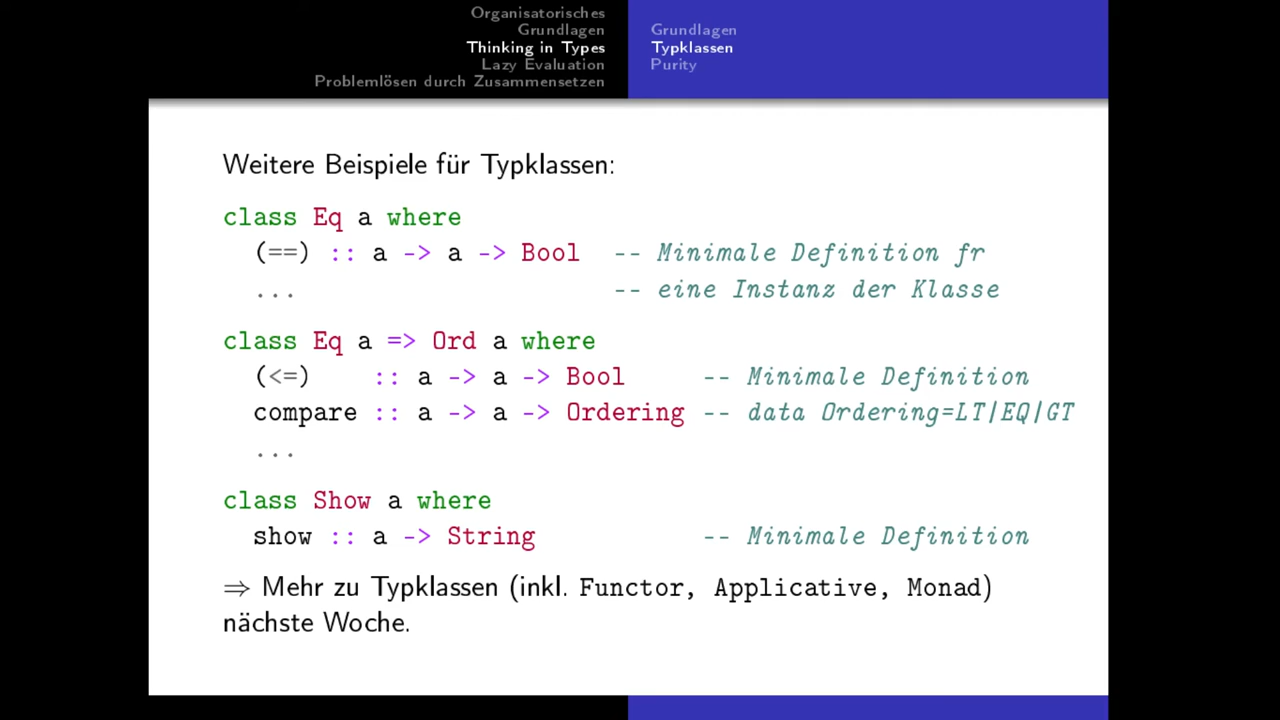 Organisatorisches
Grundlagen
Thinking in Types
Lazy Evaluation
Problemlösen durch Zusammensetzen
Grundlagen
Typklassen
Purity
Weitere Beispiele für Typklassen:
class Eq a where
(==) :: a -> a -> Bool -- Minimale Definition fr
... -- eine Instanz der Klasse
class Eq a => Ord a where
(<=) :: a -> a -> Bool -- Minimale Definition
compare :: a -> a -> Ordering -- data Ordering=LT|EQ|GT
...
class Show a where
show :: a -> String -- Minimale Definition
⇒ Mehr zu Typklassen (inkl. Functor, Applicative, Monad)
nächste Woche.